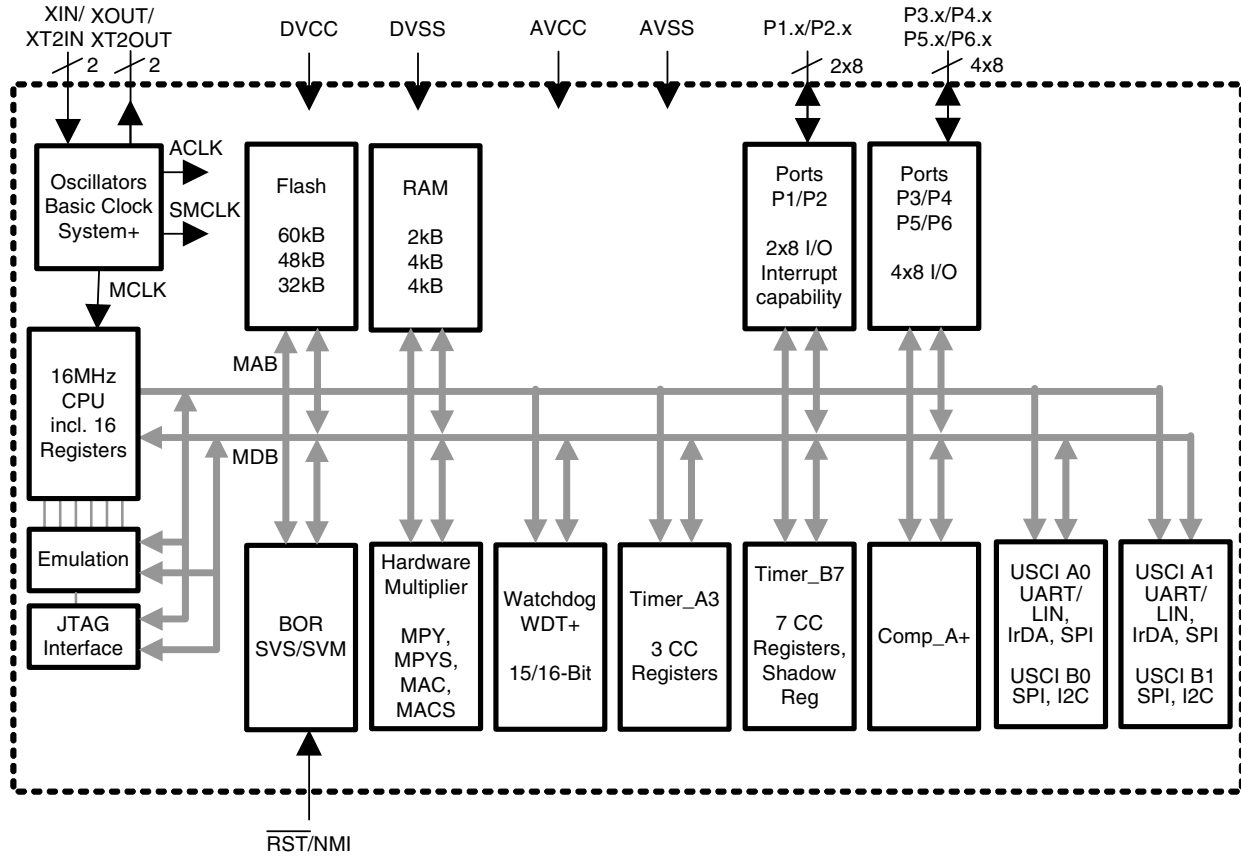 XIN/
XT2IN
XOUT/
XT2OUT
DVCC
DVSS
AVCC
AVSS
P1.x/P2.x
P3.x/P4.x
P5.x/P6.x
2
2
2x8
4x8
Oscillators
Basic Clock
System+
ACLK
SMCLK
MCLK
Flash
60kB
48kB
32kB
RAM
2kB
4kB
4kB
Ports
P1/P2
2x8 I/O
Interrupt
capability
Ports
P3/P4
P5/P6
4x8 I/O
16MHz
CPU
incl. 16
Registers
MAB
MDB
Emulation
JTAG
Interface
BOR
SVS/SVM
Hardware
Multiplier
MPY,
MPYS,
MAC,
MACS
Watchdog
WDT+
15/16-Bit
Timer_A3
3 CC
Registers
Timer_B7
7 CC
Registers,
Shadow
Reg
Comp_A+
USCI A0
UART/
LIN,
IrDA, SPI
USCI B0
SPI, I2C
USCI A1
UART/
LIN,
IrDA, SPI
USCI B1
SPI, I2C
RST/NMI